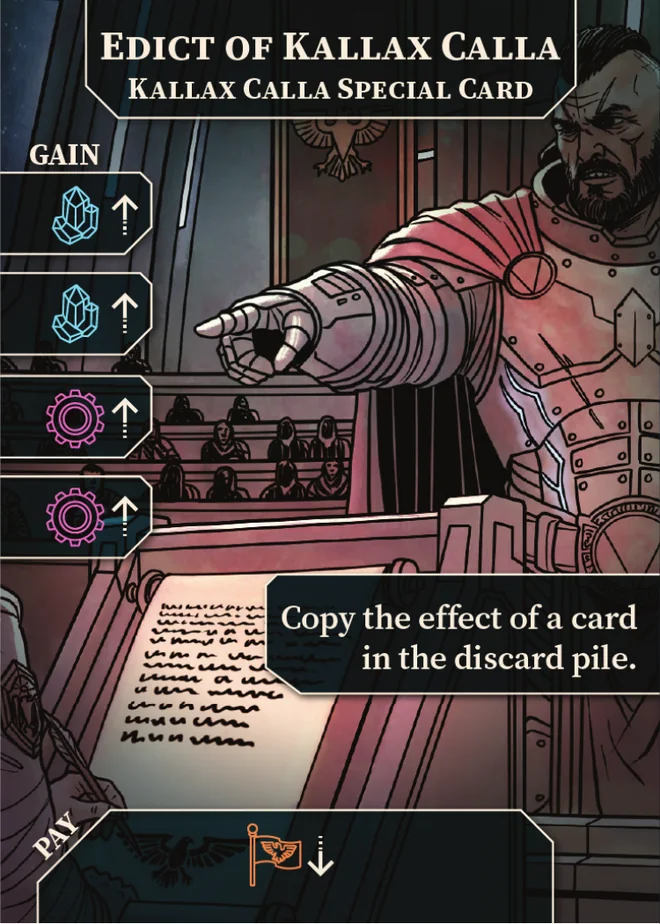 Edict of Kallax Calla
Kallax Calla Special Card
GAIN
Copy the effect of a card
in the discard pile.
PAY